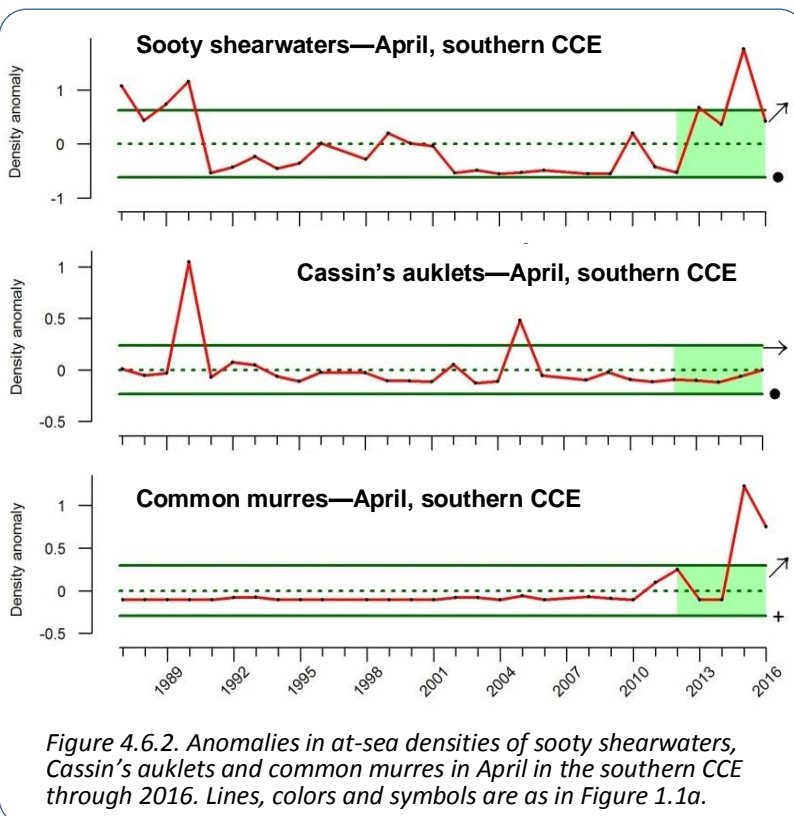 Sooty shearwaters—April, southern CCE
Density anomaly
1
0
-1
Cassin's auklets—April, southern CCE
Density anomaly
1
0.5
0
-0.5
Common murres—April, southern CCE
Density anomaly
1
0.5
0
-0.5
+
1989 1992 1995 1998 2001 2004 2007 2010 2013 2016
Figure 4.6.2. Anomalies in at-sea densities of sooty shearwaters,
Cassin's auklets and common murres in April in the southern CCE
through 2016. Lines, colors and symbols are as in Figure 1.1a.